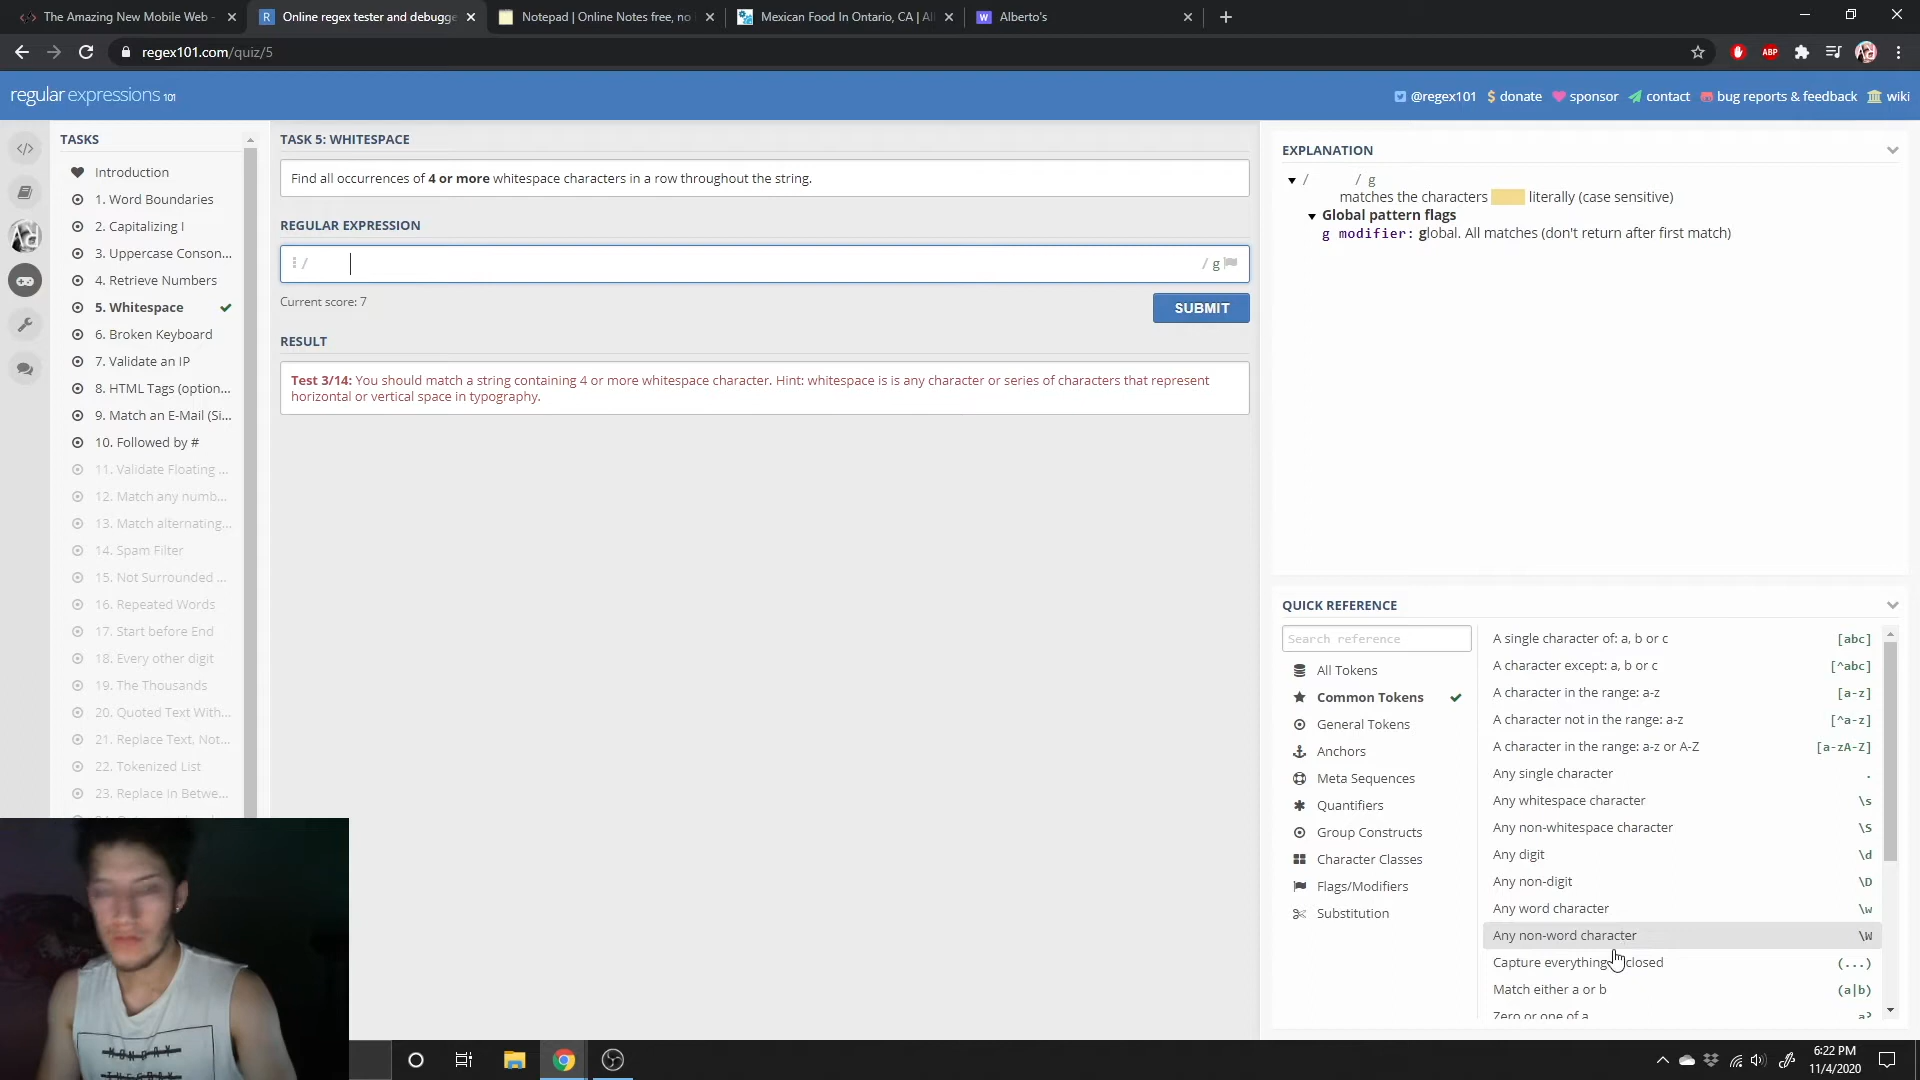 The Amazing New Mobile Web -
Online regex tester and debugge
Notepad | Online Notes free, no
Mexican Food In Ontario, CA | Al
Alberto's
regex101.com/quiz/5
ABP
regular expressions 101
@regex101
donate
sponsor
contact
bug reports & feedback
wiki
TASKS
Introduction
1. Word Boundaries
2. Capitalizing I
3. Uppercase Conson...
4. Retrieve Numbers
5. Whitespace
6. Broken Keyboard
7. Validate an IP
8. HTML Tags (option...
9. Match an E-Mail (Si...
10. Followed by #
11. Validate Floating ...
12. Match any numb...
13. Match alternating...
14. Spam Filter
15. Not Surrounded ...
16. Repeated Words
17. Start before End
18. Every other digit
19. The Thousands
20. Quoted Text With...
21. Replace Text, Not...
22. Tokenized List
23. Replace In Betwe...
TASK 5: WHITESPACE
Find all occurrences of 4 or more whitespace characters in a row throughout the string.
REGULAR EXPRESSION
/ / g
Current score: 7
SUBMIT
RESULT
Test 3/14: You should match a string containing 4 or more whitespace character. Hint: whitespace is is any character or series of characters that represent
horizontal or vertical space in typography.
EXPLANATION
/ / g
matches the characters literally (case sensitive)
Global pattern flags
g modifier: global. All matches (don't return after first match)
QUICK REFERENCE
Search reference
All Tokens
Common Tokens
General Tokens
Anchors
Meta Sequences
Quantifiers
Group Constructs
Character Classes
Flags/Modifiers
Substitution
A single character of: a, b or c [abc]
A character except: a, b or c [^abc]
A character in the range: a-z [a-z]
A character not in the range: a-z [^a-z]
A character in the range: a-z or A-Z [a-zA-Z]
Any single character .
Any whitespace character \s
Any non-whitespace character \S
Any digit \d
Any non-digit \D
Any word character \w
Any non-word character \W
Capture everything closed (...)
Match either a or b (a|b)
Zero or one of a a?
6:22 PM
11/4/2020